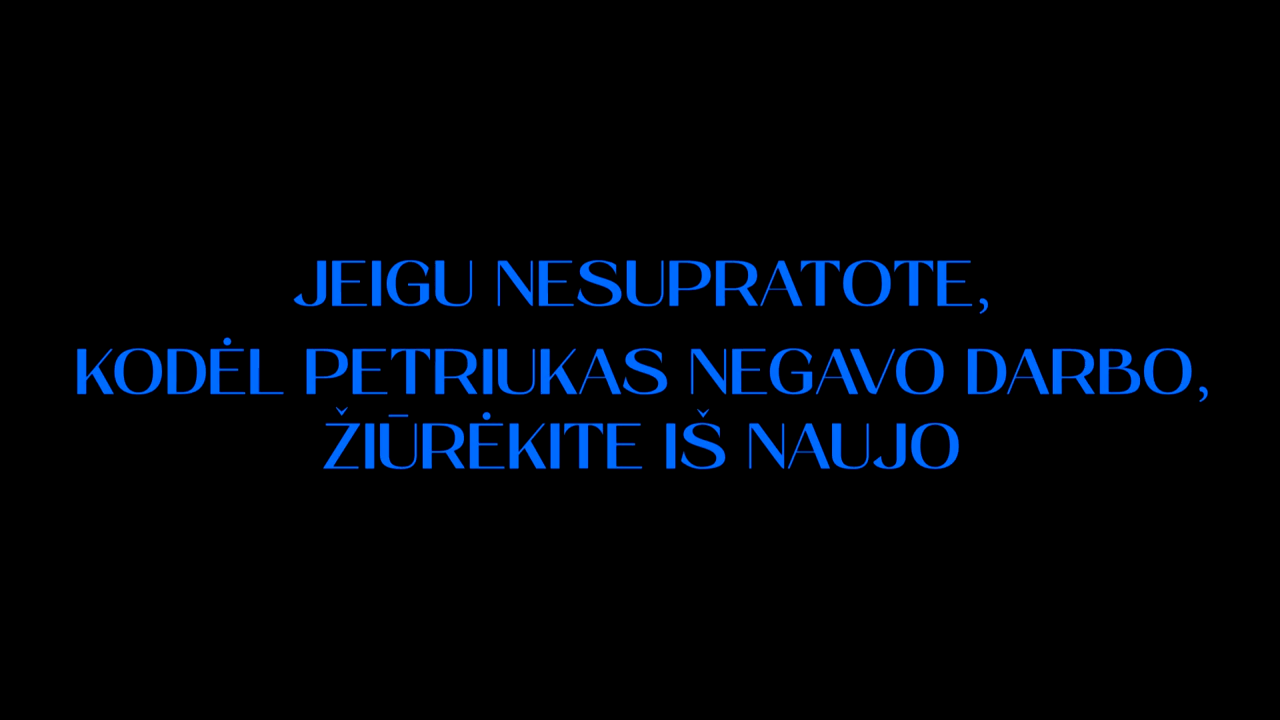 JEIGU NESUPRATOTE,
KODĖL PETRIUKAS NEGAVO DARBO,
ŽIŪRĖKITE IŠ NAUJO